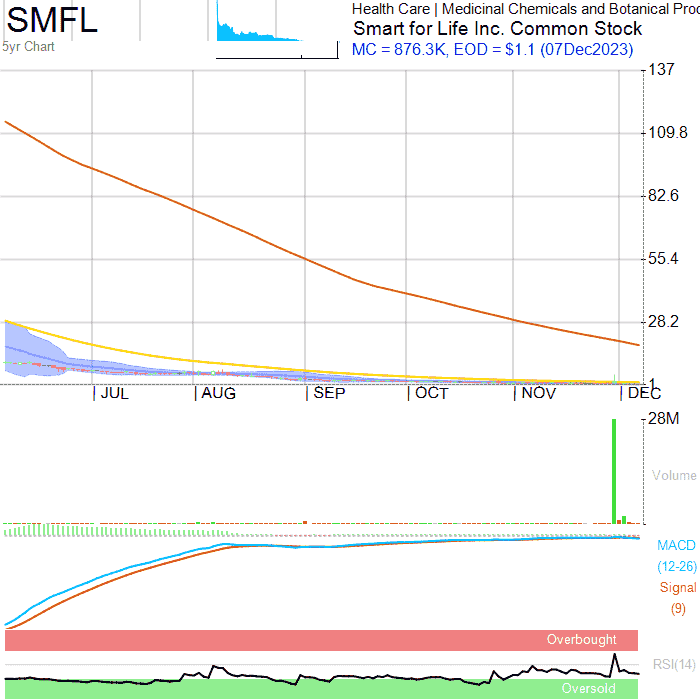 SMFL
5yr Chart
Health Care | Medicinal Chemicals and Botanical Proc
Smart for Life Inc. Common Stock
MC = 876.3K, EOD = $1.1 (07Dec2023)
137
109.8
82.6
55.4
28.2
1
JUL AUG SEP OCT NOV DEC
28M
Volume
MACD
(12-26)
Signal
(9)
Overbought
RSI(14)
Oversold